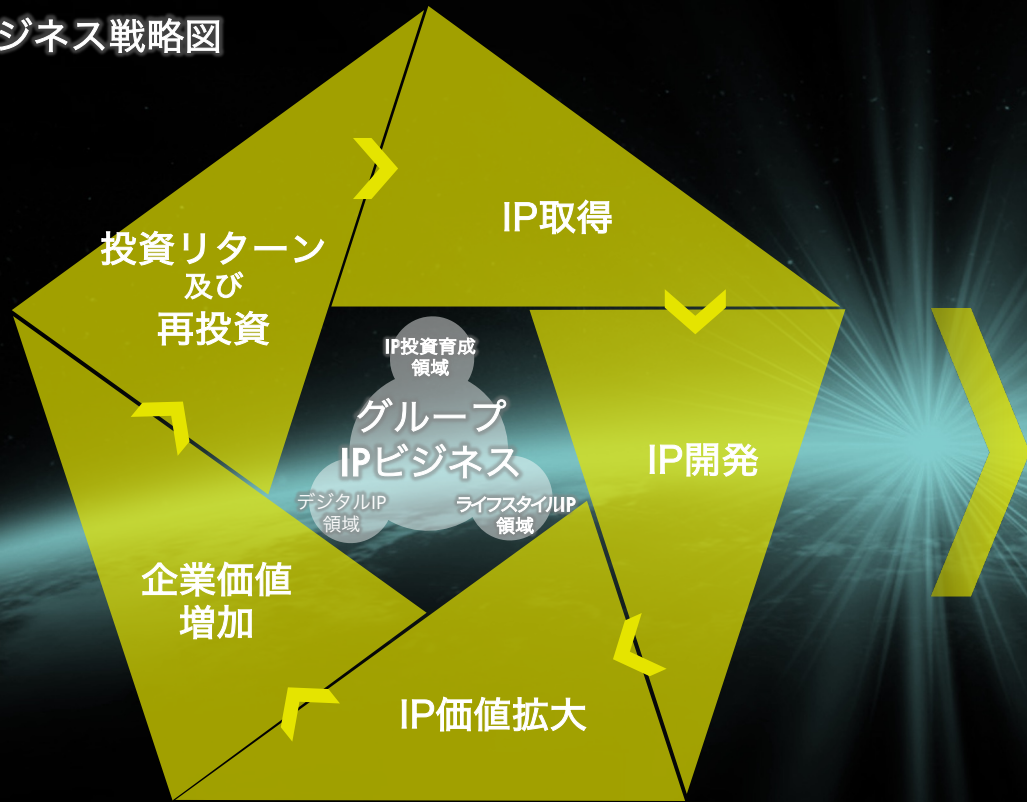 ジネス戦略図
IP取得
投資リターン
及び
再投資
IP投資育成
領域
グループ
IPビジネス
デジタルIP
領域
ライフスタイルIP
領域
IP開発
企業価値
増加
IP価値拡大